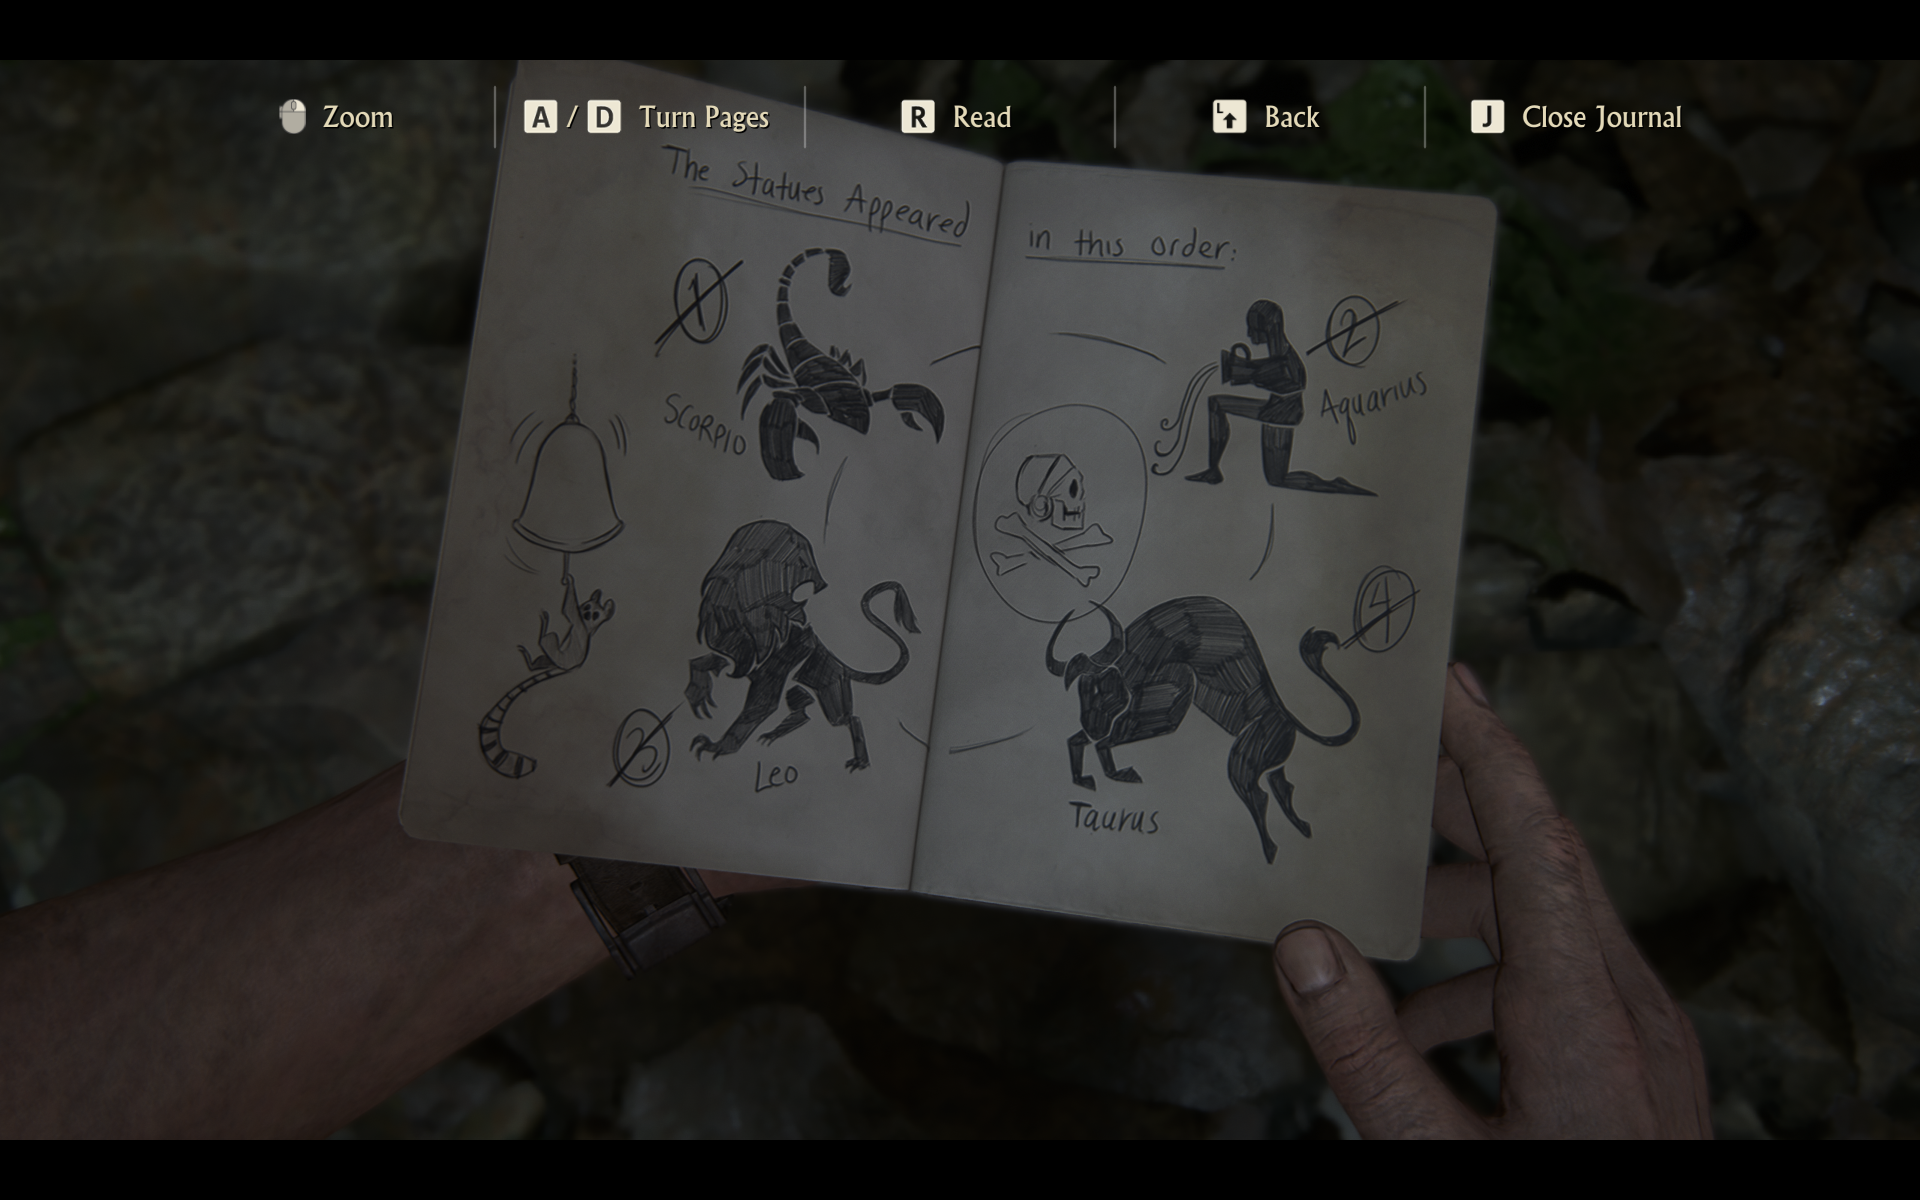 Zoom
A / D Turn Pages
R Read
L Back
J Close Journal
The Statues Appeared
in this order:
1
SCORPIO
2
Aquarius
3
Leo
4
Taurus